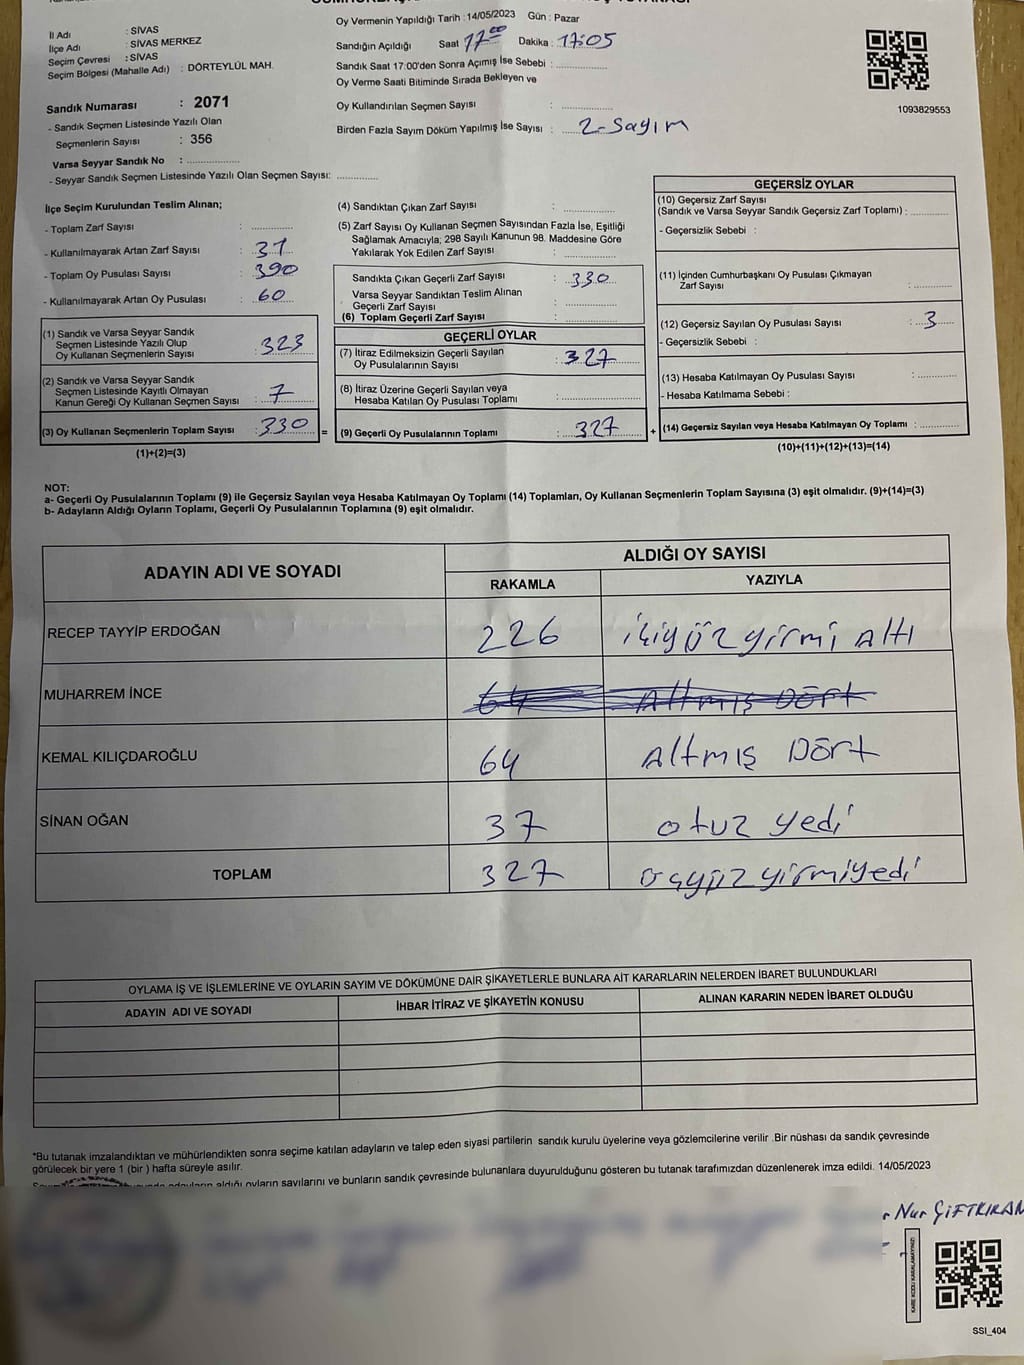 İl Adı : SİVAS
İlçe Adı : SİVAS MERKEZ
Seçim Çevresi : SİVAS
Seçim Bölgesi (Mahalle Adı) : DÖRTEYLÜL MAH.
Sandık Numarası : 2071
- Sandık Seçmen Listesinde Yazılı Olan
Seçmenlerin Sayısı : 356
Varsa Seyyar Sandık No : ..................
- Seyyar Sandık Seçmen Listesinde Yazılı Olan Seçmen Sayısı: ..............
Oy Vermenin Yapıldığı Tarih : 14/05/2023 Gün : Pazar
Sandığın Açıldığı Saat 17:00 Dakika : 17:05
Sandık Saat 17:00'den Sonra Açımış İse Sebebi : ..................
Oy Verme Saati Bitiminde Sırada Bekleyen ve
Oy Kullandırılan Seçmen Sayısı : ..................
Birden Fazla Sayım Döküm Yapılmış İse Sayısı : 2-Sayım
1093829553
İlçe Seçim Kurulundan Teslim Alınan;
- Toplam Zarf Sayısı : ..............
- Kullanılmayarak Artan Zarf Sayısı : 31
- Toplam Oy Pusulası Sayısı : 390
- Kullanılmayarak Artan Oy Pusulası : 60
(1) Sandık ve Varsa Seyyar Sandık
Seçmen Listesinde Yazılı Olup
Oy Kullanan Seçmenlerin Sayısı : 323
(2) Sandık ve Varsa Seyyar Sandık
Seçmen Listesinde Kayıtlı Olmayan
Kanun Gereği Oy Kullanan Seçmen Sayısı : 7
(3) Oy Kullanan Seçmenlerin Toplam Sayısı : 330 =
(1)+(2)=(3)
(4) Sandıktan Çıkan Zarf Sayısı : ..................
(5) Zarf Sayısı Oy Kullanan Seçmen Sayısından Fazla İse, Eşitliği
Sağlamak Amacıyla; 298 Sayılı Kanunun 98. Maddesine Göre
Yakılarak Yok Edilen Zarf Sayısı : ..................
Sandıkta Çıkan Geçerli Zarf Sayısı : 330
Varsa Seyyar Sandıktan Teslim Alınan
Geçerli Zarf Sayısı : ..................
(6) Toplam Geçerli Zarf Sayısı : ..................
GEÇERLİ OYLAR
(7) İtiraz Edilmeksizin Geçerli Sayılan
Oy Pusulalarının Sayısı : 327
(8) İtiraz Üzerine Geçerli Sayılan veya
Hesaba Katılan Oy Pusulası Toplamı : ..................
(9) Geçerli Oy Pusulalarının Toplamı : 327 +
GEÇERSİZ OYLAR
(10) Geçersiz Zarf Sayısı
(Sandık ve Varsa Seyyar Sandık Geçersiz Zarf Toplamı) : ..............
- Geçersizlik Sebebi :
(11) İçinden Cumhurbaşkanı Oy Pusulası Çıkmayan
Zarf Sayısı : ..............
(12) Geçersiz Sayılan Oy Pusulası Sayısı : 3
- Geçersizlik Sebebi :
(13) Hesaba Katılmayan Oy Pusulası Sayısı : ..............
- Hesaba Katılmama Sebebi :
(14) Geçersiz Sayılan veya Hesaba Katılmayan Oy Toplamı : ..............
(10)+(11)+(12)+(13)=(14)
NOT:
a- Geçerli Oy Pusulalarının Toplamı (9) ile Geçersiz Sayılan veya Hesaba Katılmayan Oy Toplamı (14) Toplamları, Oy Kullanan Seçmenlerin Toplam Sayısına (3) eşit olmalıdır. (9)+(14)=(3)
b- Adayların Aldığı Oyların Toplamı, Geçerli Oy Pusulalarının Toplamına (9) eşit olmalıdır.
ADAYIN ADI VE SOYADI ALDIĞI OY SAYISI
RAKAMLA YAZIYLA
RECEP TAYYİP ERDOĞAN 226 ikiyüz yirmi Altı
MUHARREM İNCE 64 Altmış Dört
KEMAL KILIÇDAROĞLU 64 Altmış Dört
SİNAN OĞAN 37 otuz yedi
TOPLAM 327 üçyüz yirmiyedi
OYLAMA İŞ VE İŞLEMLERİNE VE OYLARIN SAYIM VE DÖKÜMÜNE DAİR ŞİKAYETLERLE BUNLARA AİT KARARLARIN NELERDEN İBARET BULUNDUKLARI
ADAYIN ADI VE SOYADI İHBAR İTİRAZ VE ŞİKAYETİN KONUSU ALINAN KARARIN NEDEN İBARET OLDUĞU
*Bu tutanak imzalandıktan ve mühürlendikten sonra seçime katılan adayların ve talep eden siyasi partilerin sandık kurulu üyelerine veya gözlemcilerine verilir .Bir nüshası da sandık çevresinde
görülecek bir yere 1 (bir ) hafta süreyle asılır.
adayların aldığı oyların sayılarını ve bunların sandık çevresinde bulunanlara duyurulduğunu gösteren bu tutanak tarafımızdan düzenlenerek imza edildi. 14/05/2023
Nur ÇİFTKIRAN
KARE KODU KARALAMAYINIZ!
SSI_404